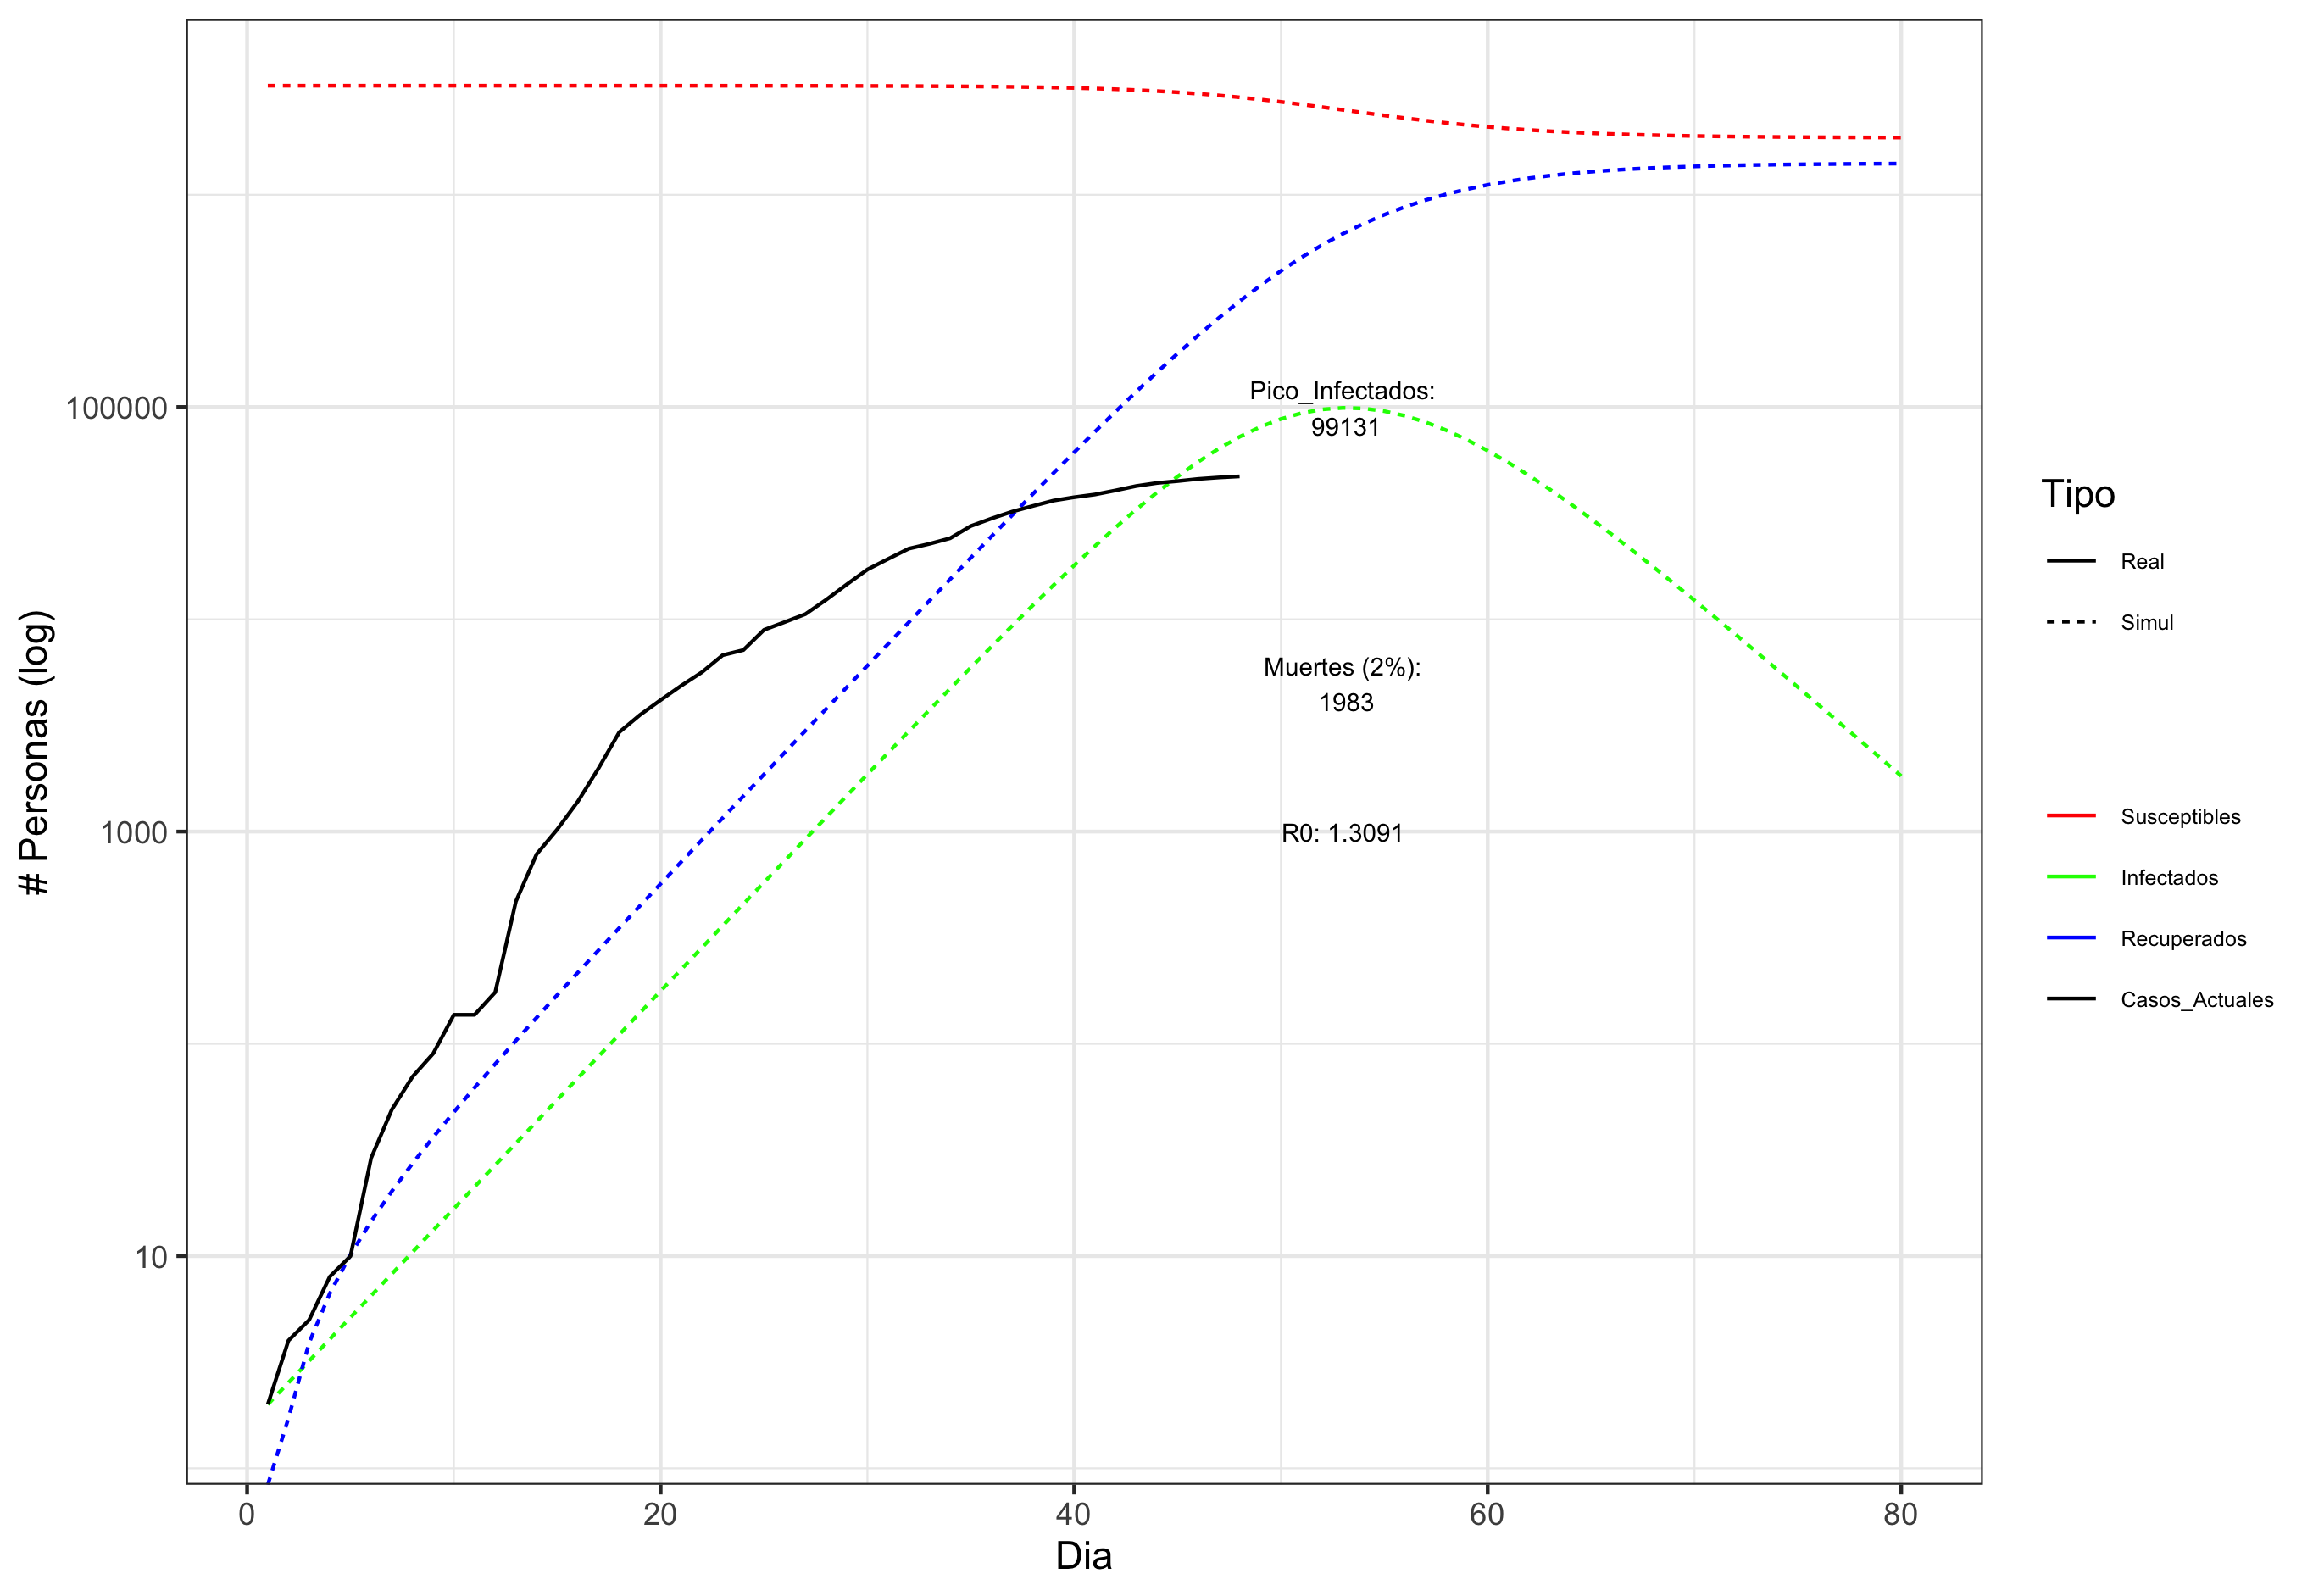 # Personas (log)
100000
1000
10
Pico_Infectados:
99131
Muertes (2%):
1983
R0: 1.3091
0
20
40
60
80
Dia
Tipo
Real
Simul
Susceptibles
Infectados
Recuperados
Casos_Actuales